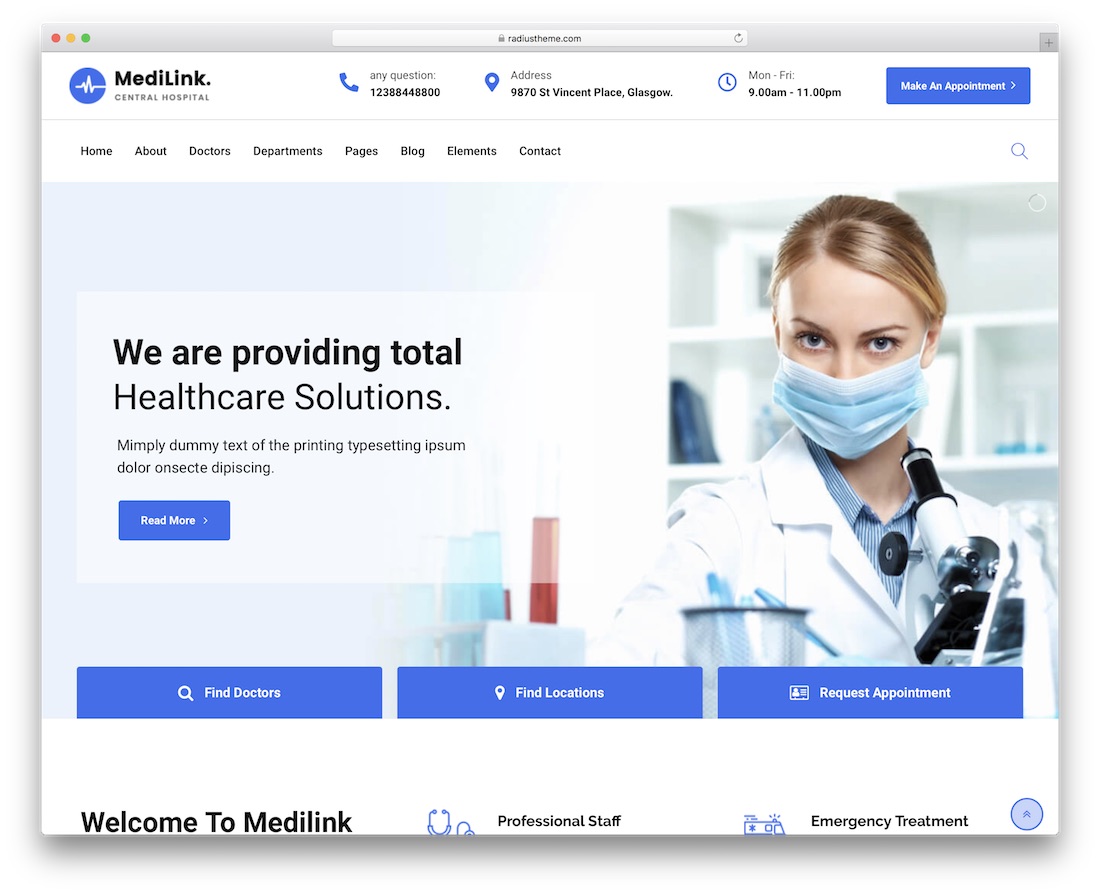 radiustheme.com
MediLink.
CENTRAL HOSPITAL
any question:
12388448800
Address
9870 St Vincent Place, Glasgow.
Mon - Fri:
9.00am - 11.00pm
Make An Appointment
Home About Doctors Departments Pages Blog Elements Contact
We are providing total
Healthcare Solutions.
Mimply dummy text of the printing typesetting ipsum
dolor onsecte dipiscing.
Read More
Find Doctors
Find Locations
Request Appointment
Welcome To Medilink
Professional Staff
Emergency Treatment